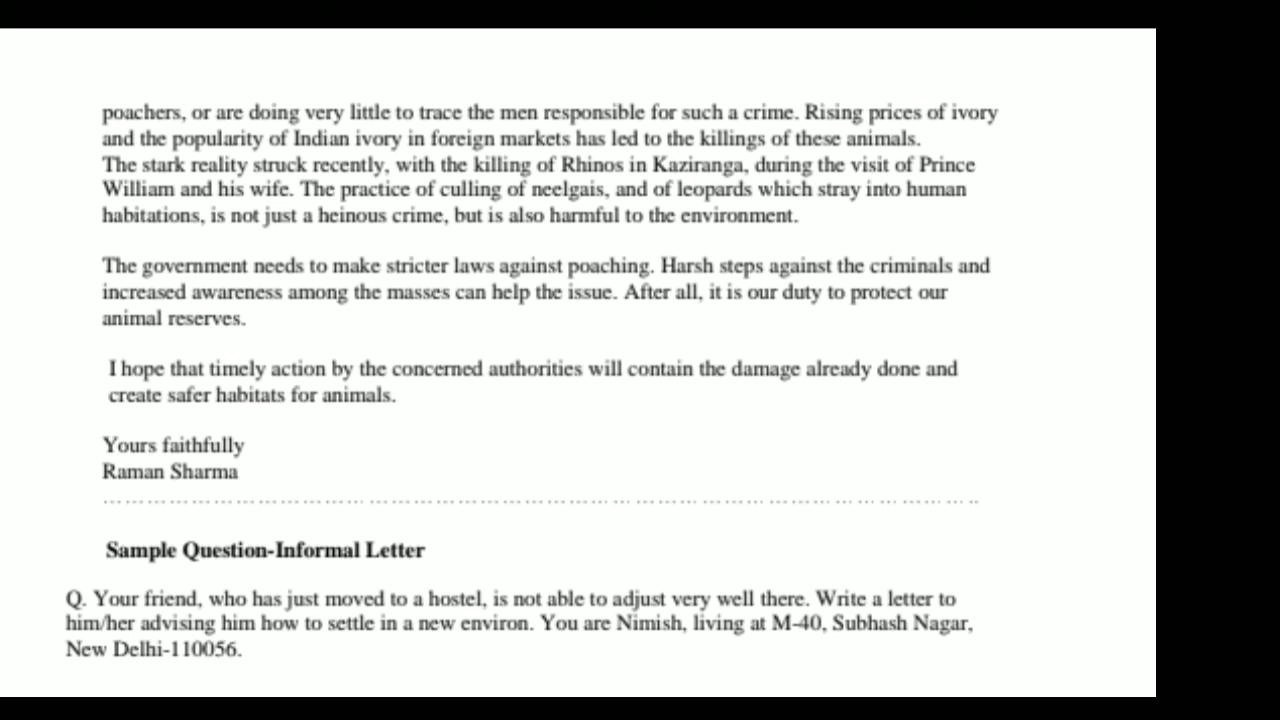 poachers, or are doing very little to trace the men responsible for such a crime. Rising prices of ivory
and the popularity of Indian ivory in foreign markets has led to the killings of these animals.
The stark reality struck recently, with the killing of Rhinos in Kaziranga, during the visit of Prince
William and his wife. The practice of culling of neelgais, and of leopards which stray into human
habitations, is not just a heinous crime, but is also harmful to the environment.
The government needs to make stricter laws against poaching. Harsh steps against the criminals and
increased awareness among the masses can help the issue. After all, it is our duty to protect our
animal reserves.
I hope that timely action by the concerned authorities will contain the damage already done and
create safer habitats for animals.
Yours faithfully
Raman Sharma
Sample Question-Informal Letter
Q. Your friend, who has just moved to a hostel, is not able to adjust very well there. Write a letter to
him/her advising him how to settle in a new environ. You are Nimish, living at M-40, Subhash Nagar,
New Delhi-110056.